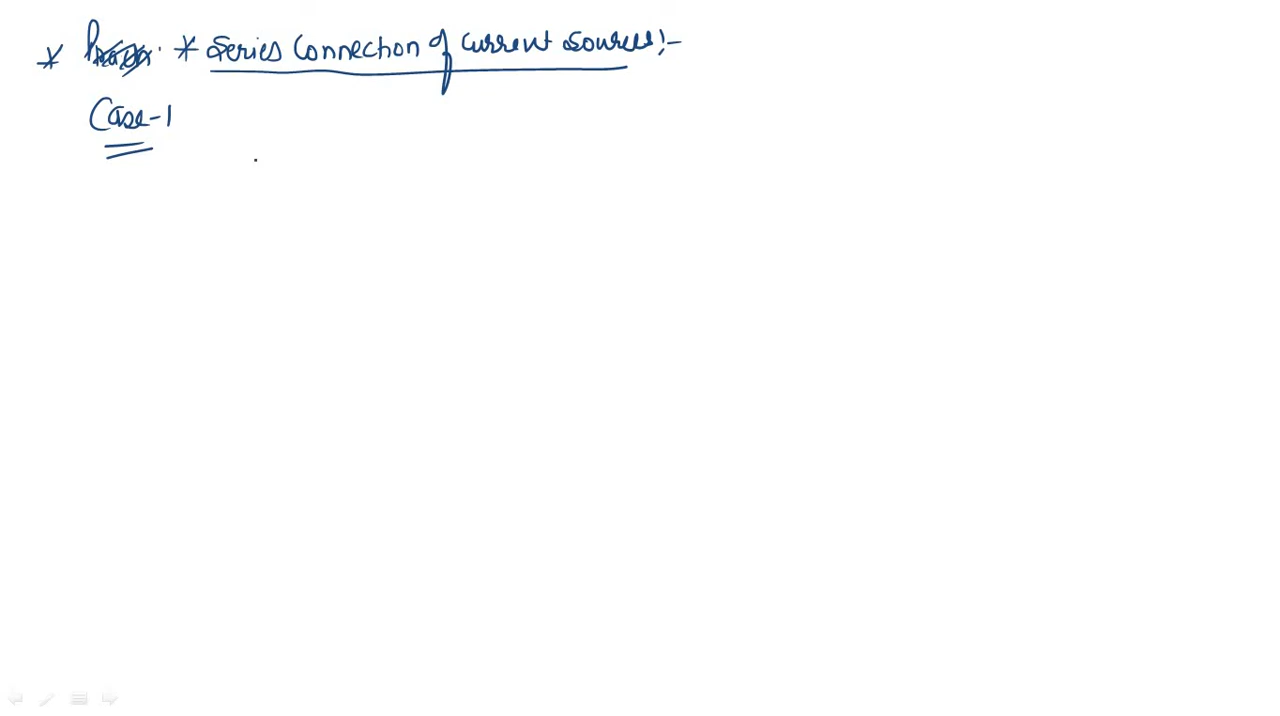 * * Series Connection of current sources:-
Case-1